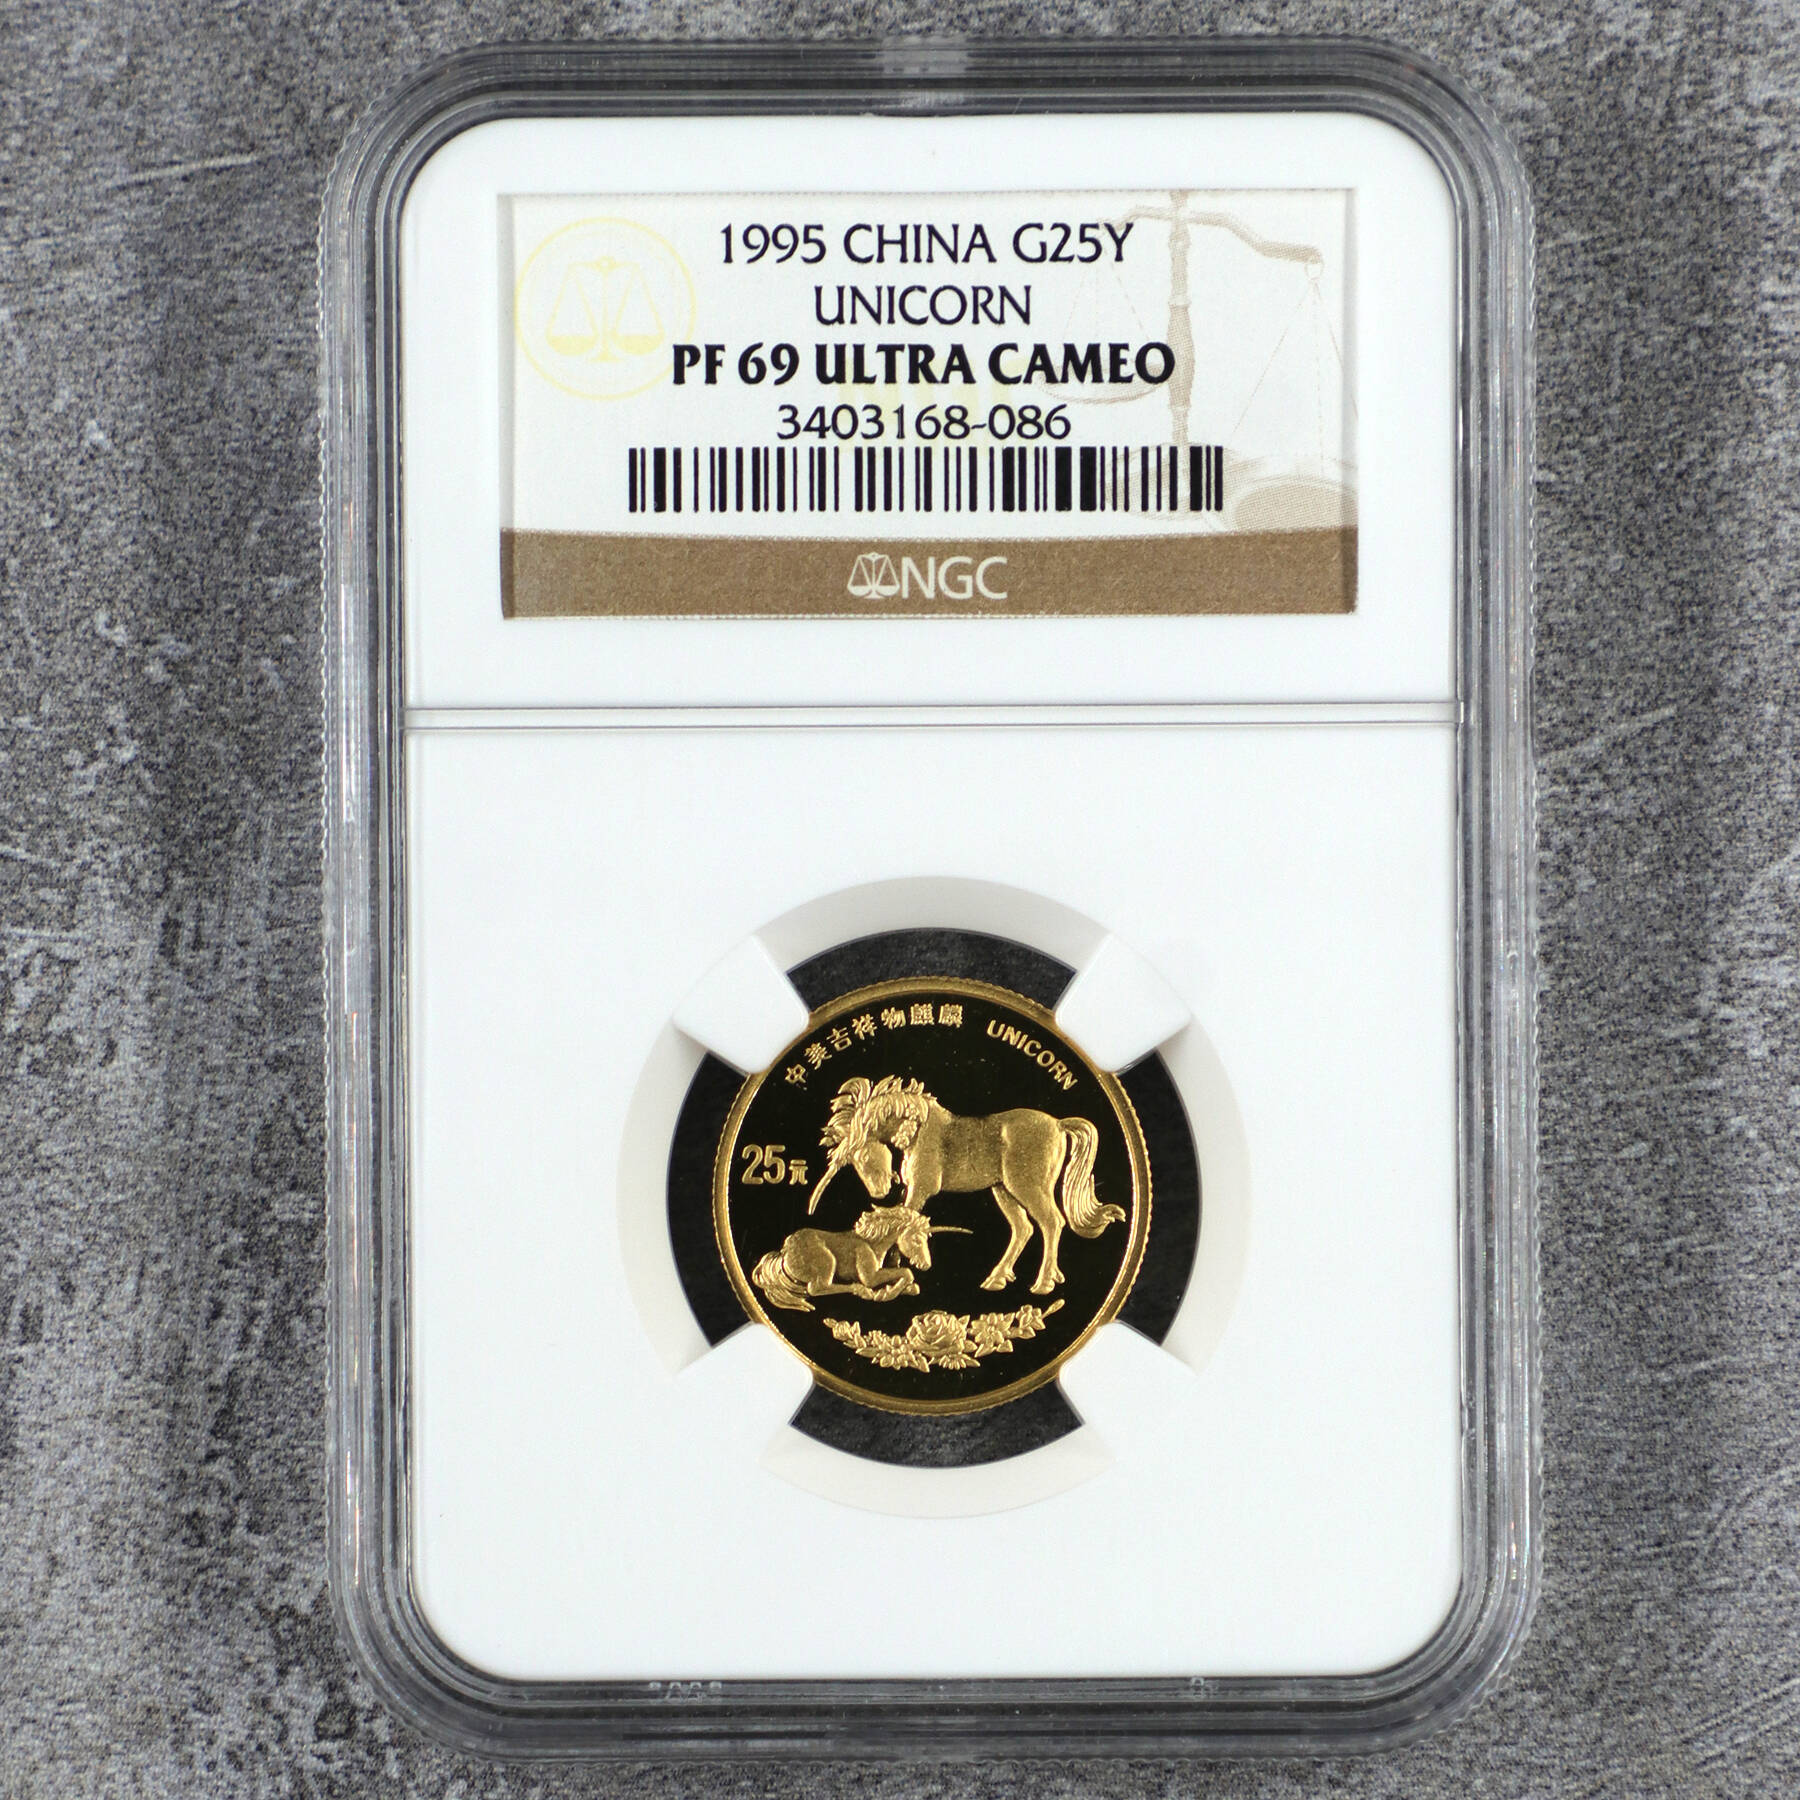 1995 CHINA G25Y
UNICORN
PF 69 ULTRA CAMEO
3403168-086
NGC
中美吉祥物麒麟 UNICORN
25元